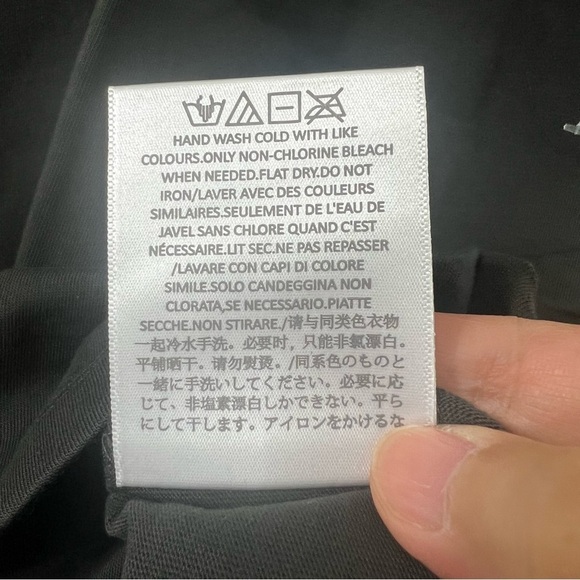 HAND WASH COLD WITH LIKE
COLOURS.ONLY NON-CHLORINE BLEACH
WHEN NEEDED.FLAT DRY.DO NOT
IRON/LAVER AVEC DES COULEURS
SIMILAIRES.SEULEMENT DE L'EAU DE
JAVEL SANS CHLORE QUAND C'EST
NÉCESSAIRE.LIT SEC.NE PAS REPASSER
/LAVARE CON CAPI DI COLORE
SIMILE.SOLO CANDEGGINA NON
CLORATA,SE NECESSARIO.PIATTE
SECCHE.NON STIRARE./请与同类色衣物
一起冷水手洗。必要时，只能非氯漂白。
平铺晒干。请勿熨烫。/同系色のものと
一緒に手洗いしてください。必要に応
じて、非塩素漂白しかできない。平ら
にして干します。アイロンをかけるな